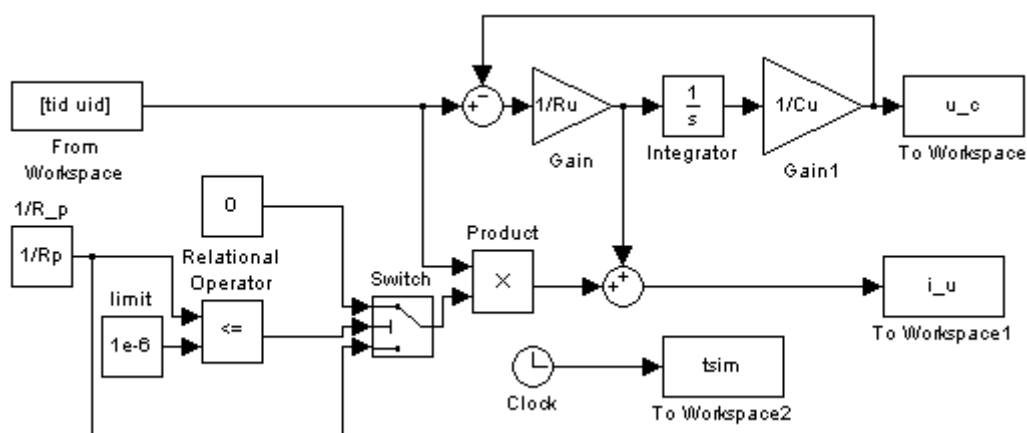 [tid uid]
From
Workspace
+
−
1/Ru
Gain
1
s
Integrator
1/Cu
Gain1
u_c
To Workspace
1/R_p
1/Rp
0
Relational
Operator
<=
limit
1e-6
Switch
Product
×
+
+
i_u
To Workspace1
Clock
tsim
To Workspace2